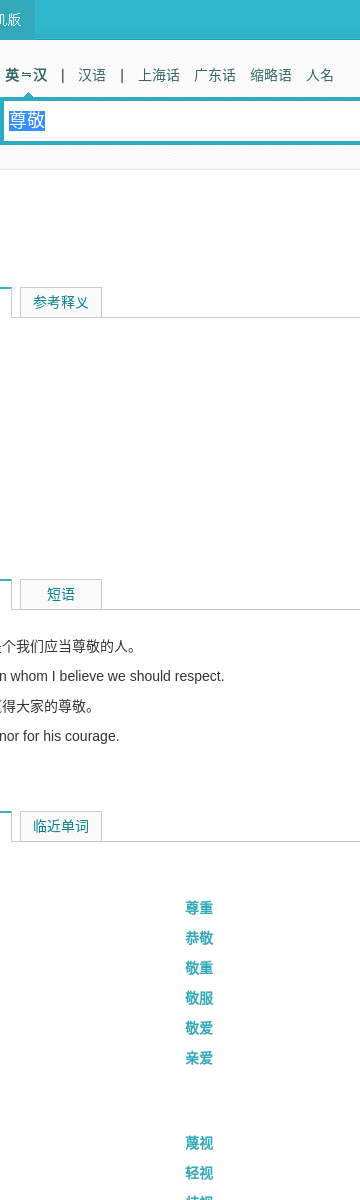 机版
英⇋汉 | 汉语 | 上海话 广东话 缩略语 人名
尊敬
参考释义
短语
个我们应当尊敬的人。
n whom I believe we should respect.
得大家的尊敬。
nor for his courage.
临近单词
尊重
恭敬
敬重
敬服
敬爱
亲爱
蔑视
轻视